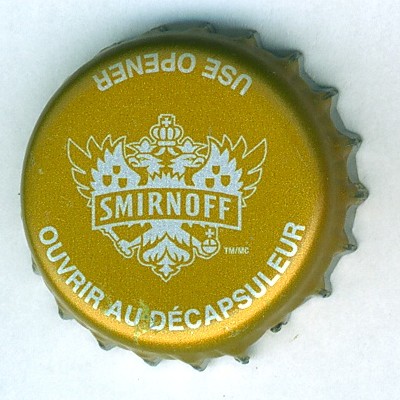 USE OPENER
SMIRNOFF
TM/MC
OUVRIR AU DÉCAPSULEUR